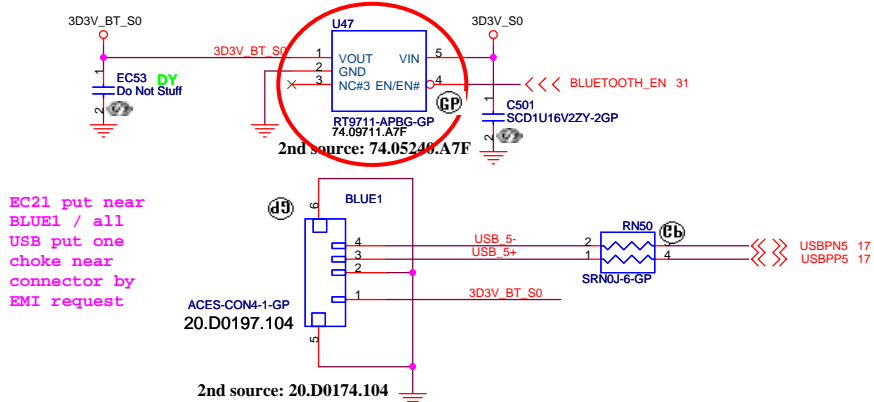 3D3V_BT_S0
U47
3D3V_S0
3D3V_BT_S0
1 VOUT VIN 5
2 GND
3 NC#3 EN/EN# 4
BLUETOOTH_EN 31
1
EC53 DY
Do Not Stuff
2
GP
1
C501
SCD1U16V2ZY-2GP
2
RT9711-APBG-GP
74.09711.A7F
2nd source: 74.05240.A7F
EC21 put near
BLUE1 / all
USB put one
choke near
connector by
EMI request
GP
6
BLUE1
4 USB_5- 2
3 USB_5+ 1
2
1 3D3V_BT_S0
5
RN50
4
SRN0J-6-GP
USBPN5 17
USBPP5 17
ACES-CON4-1-GP
20.D0197.104
2nd source: 20.D0174.104